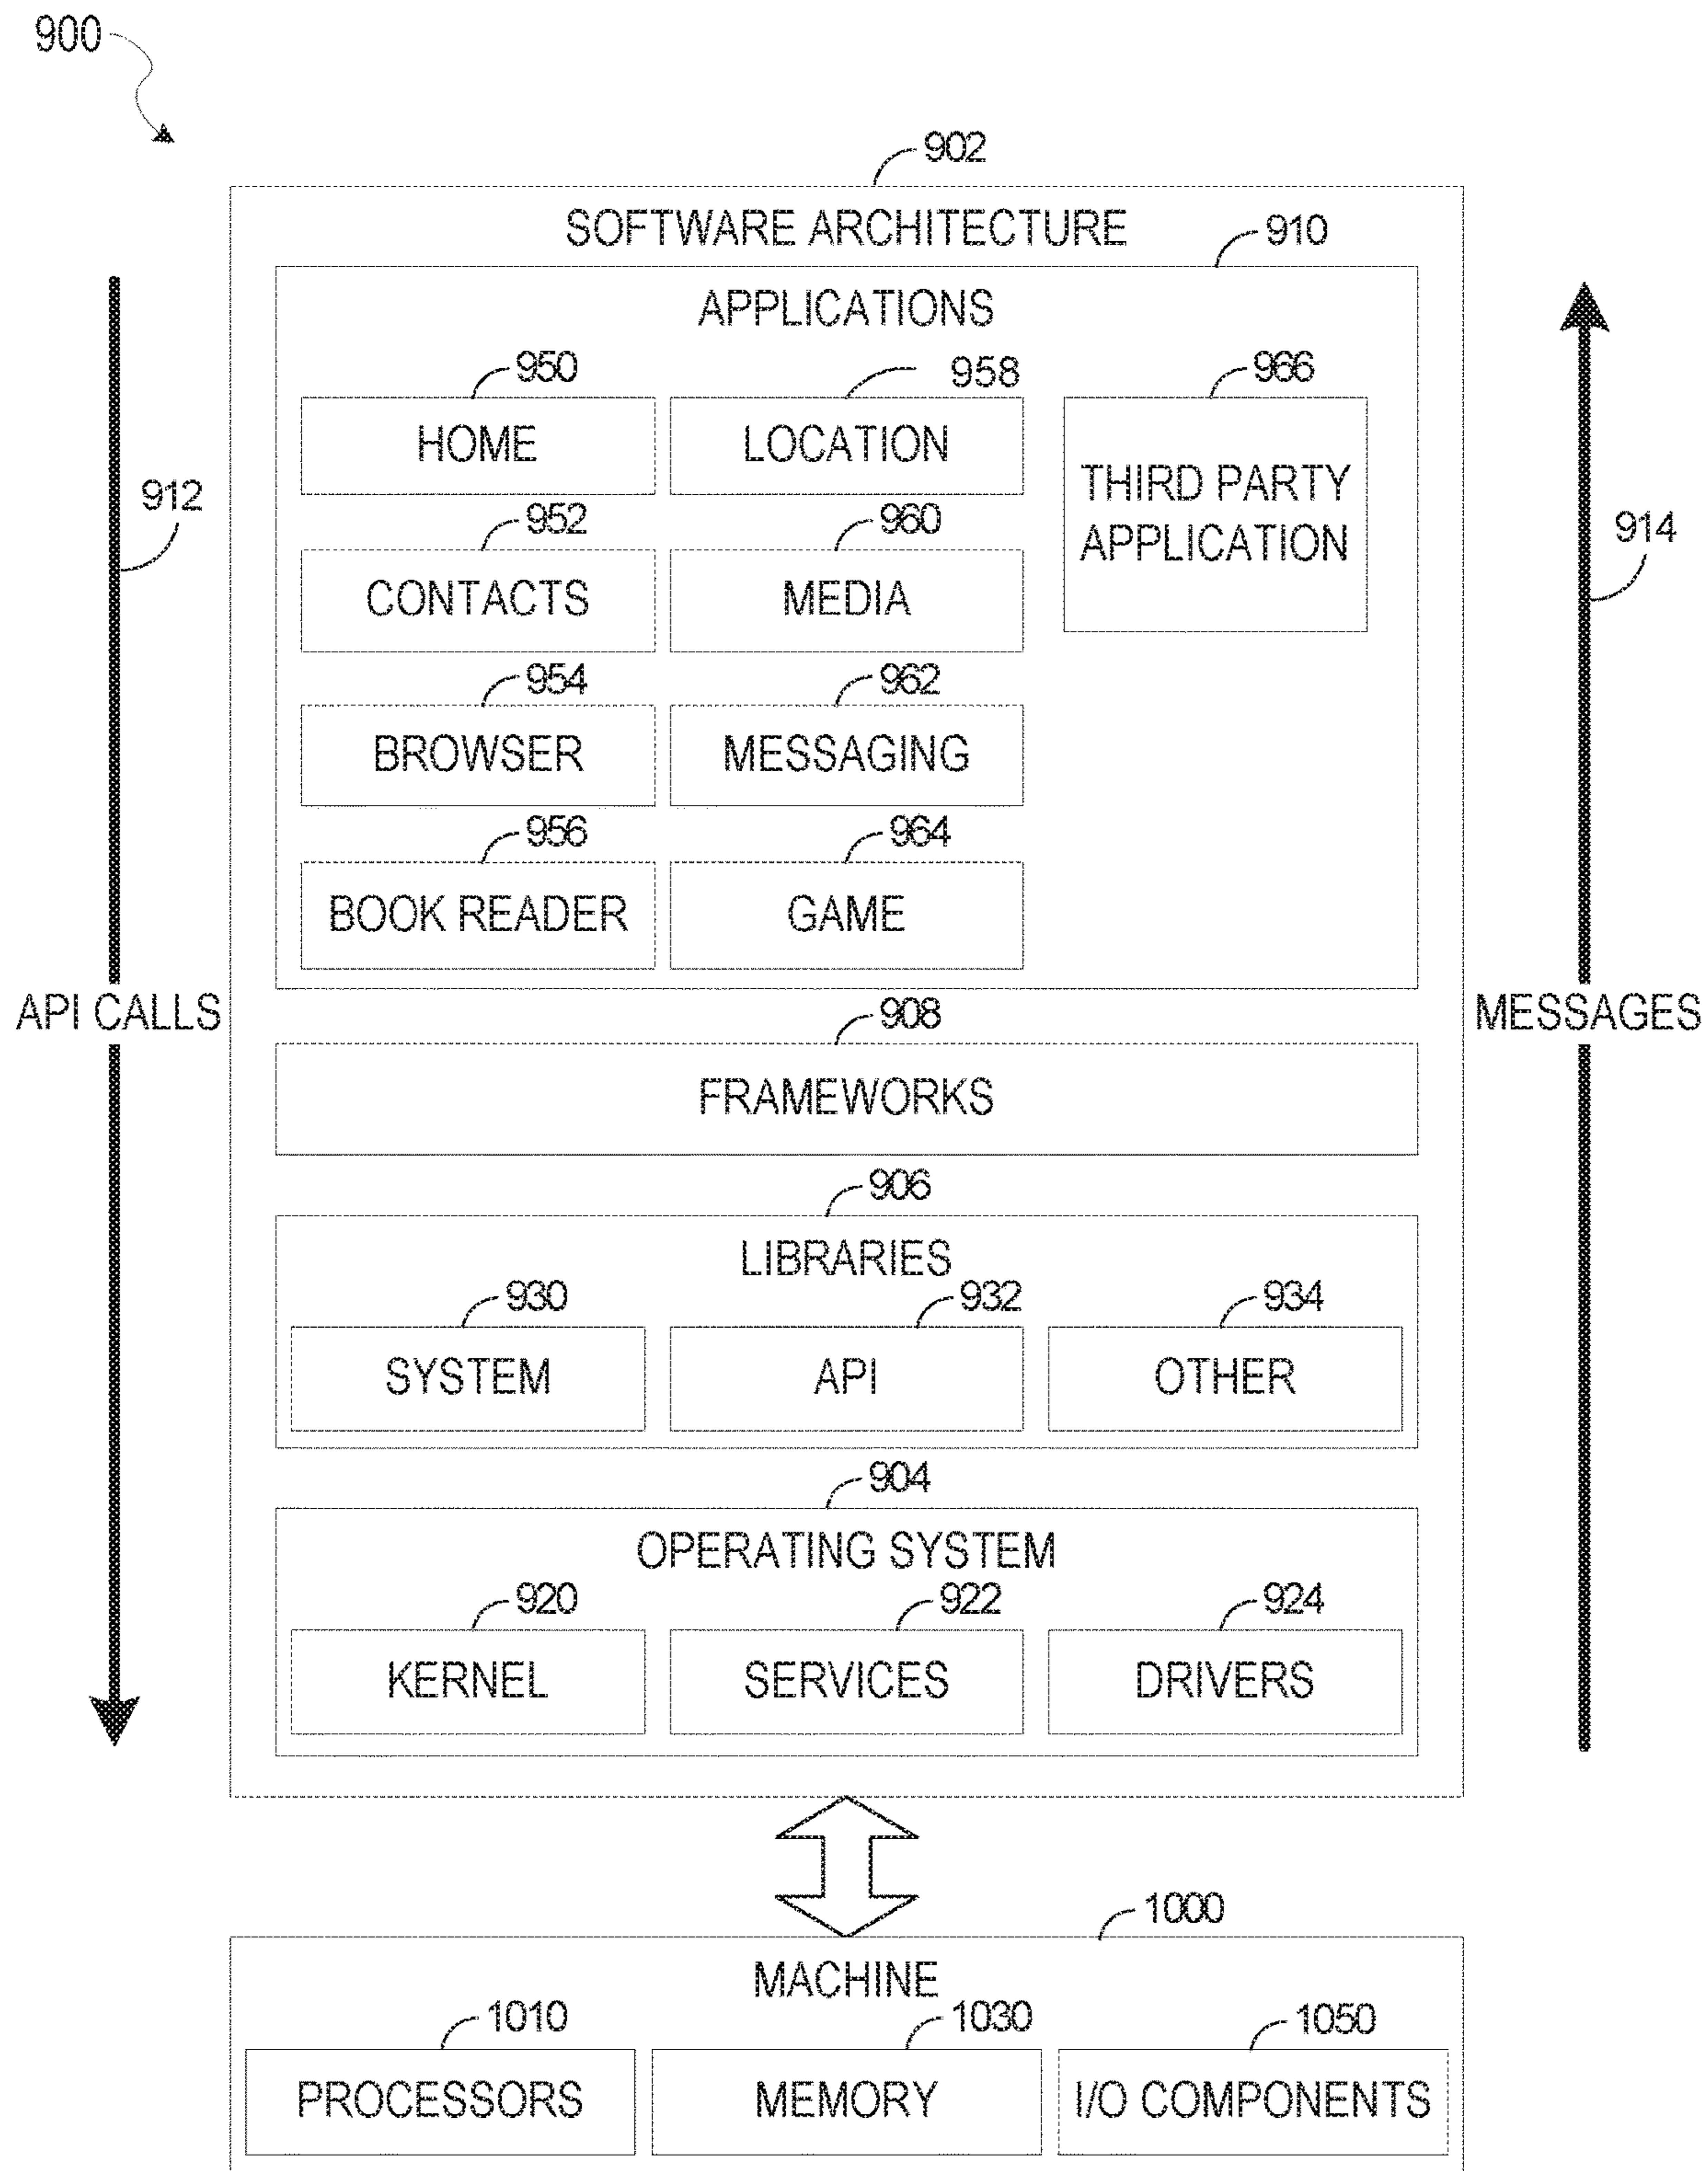 900
902
SOFTWARE ARCHITECTURE
910
APPLICATIONS
950
958
966
HOME
LOCATION
THIRD PARTY
APPLICATION
912
952
960
914
CONTACTS
MEDIA
954
962
BROWSER
MESSAGING
956
964
BOOK READER
GAME
API CALLS
908
MESSAGES
FRAMEWORKS
906
LIBRARIES
930
932
934
SYSTEM
API
OTHER
904
OPERATING SYSTEM
920
922
924
KERNEL
SERVICES
DRIVERS
1000
MACHINE
1010
1030
1050
PROCESSORS
MEMORY
I/O COMPONENTS